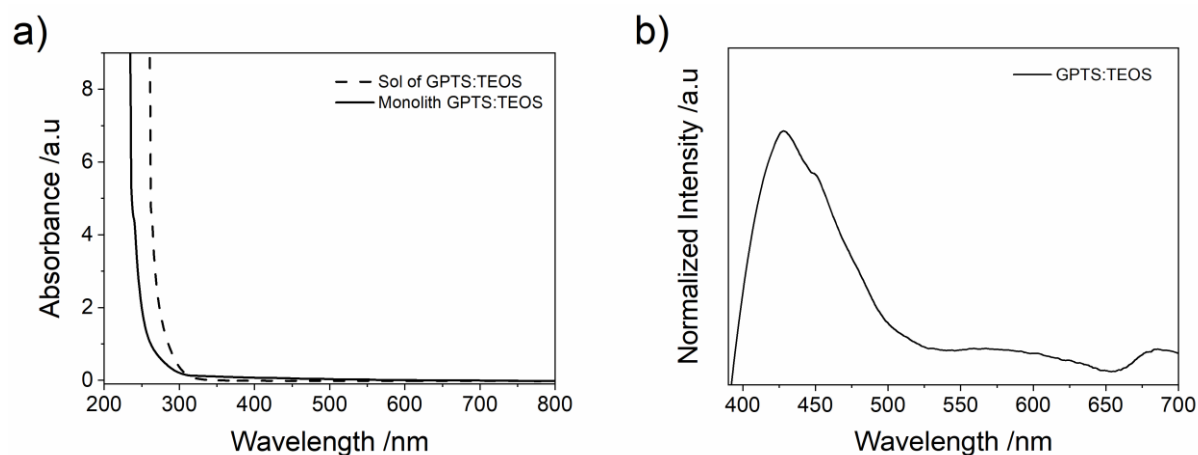 a)
Absorbance /a.u
8
6
4
2
0
Sol of GPTS:TEOS
Monolith GPTS:TEOS
200 300 400 500 600 700 800
Wavelength /nm
b)
Normalized Intensity /a.u
GPTS:TEOS
400 450 500 550 600 650 700
Wavelength /nm